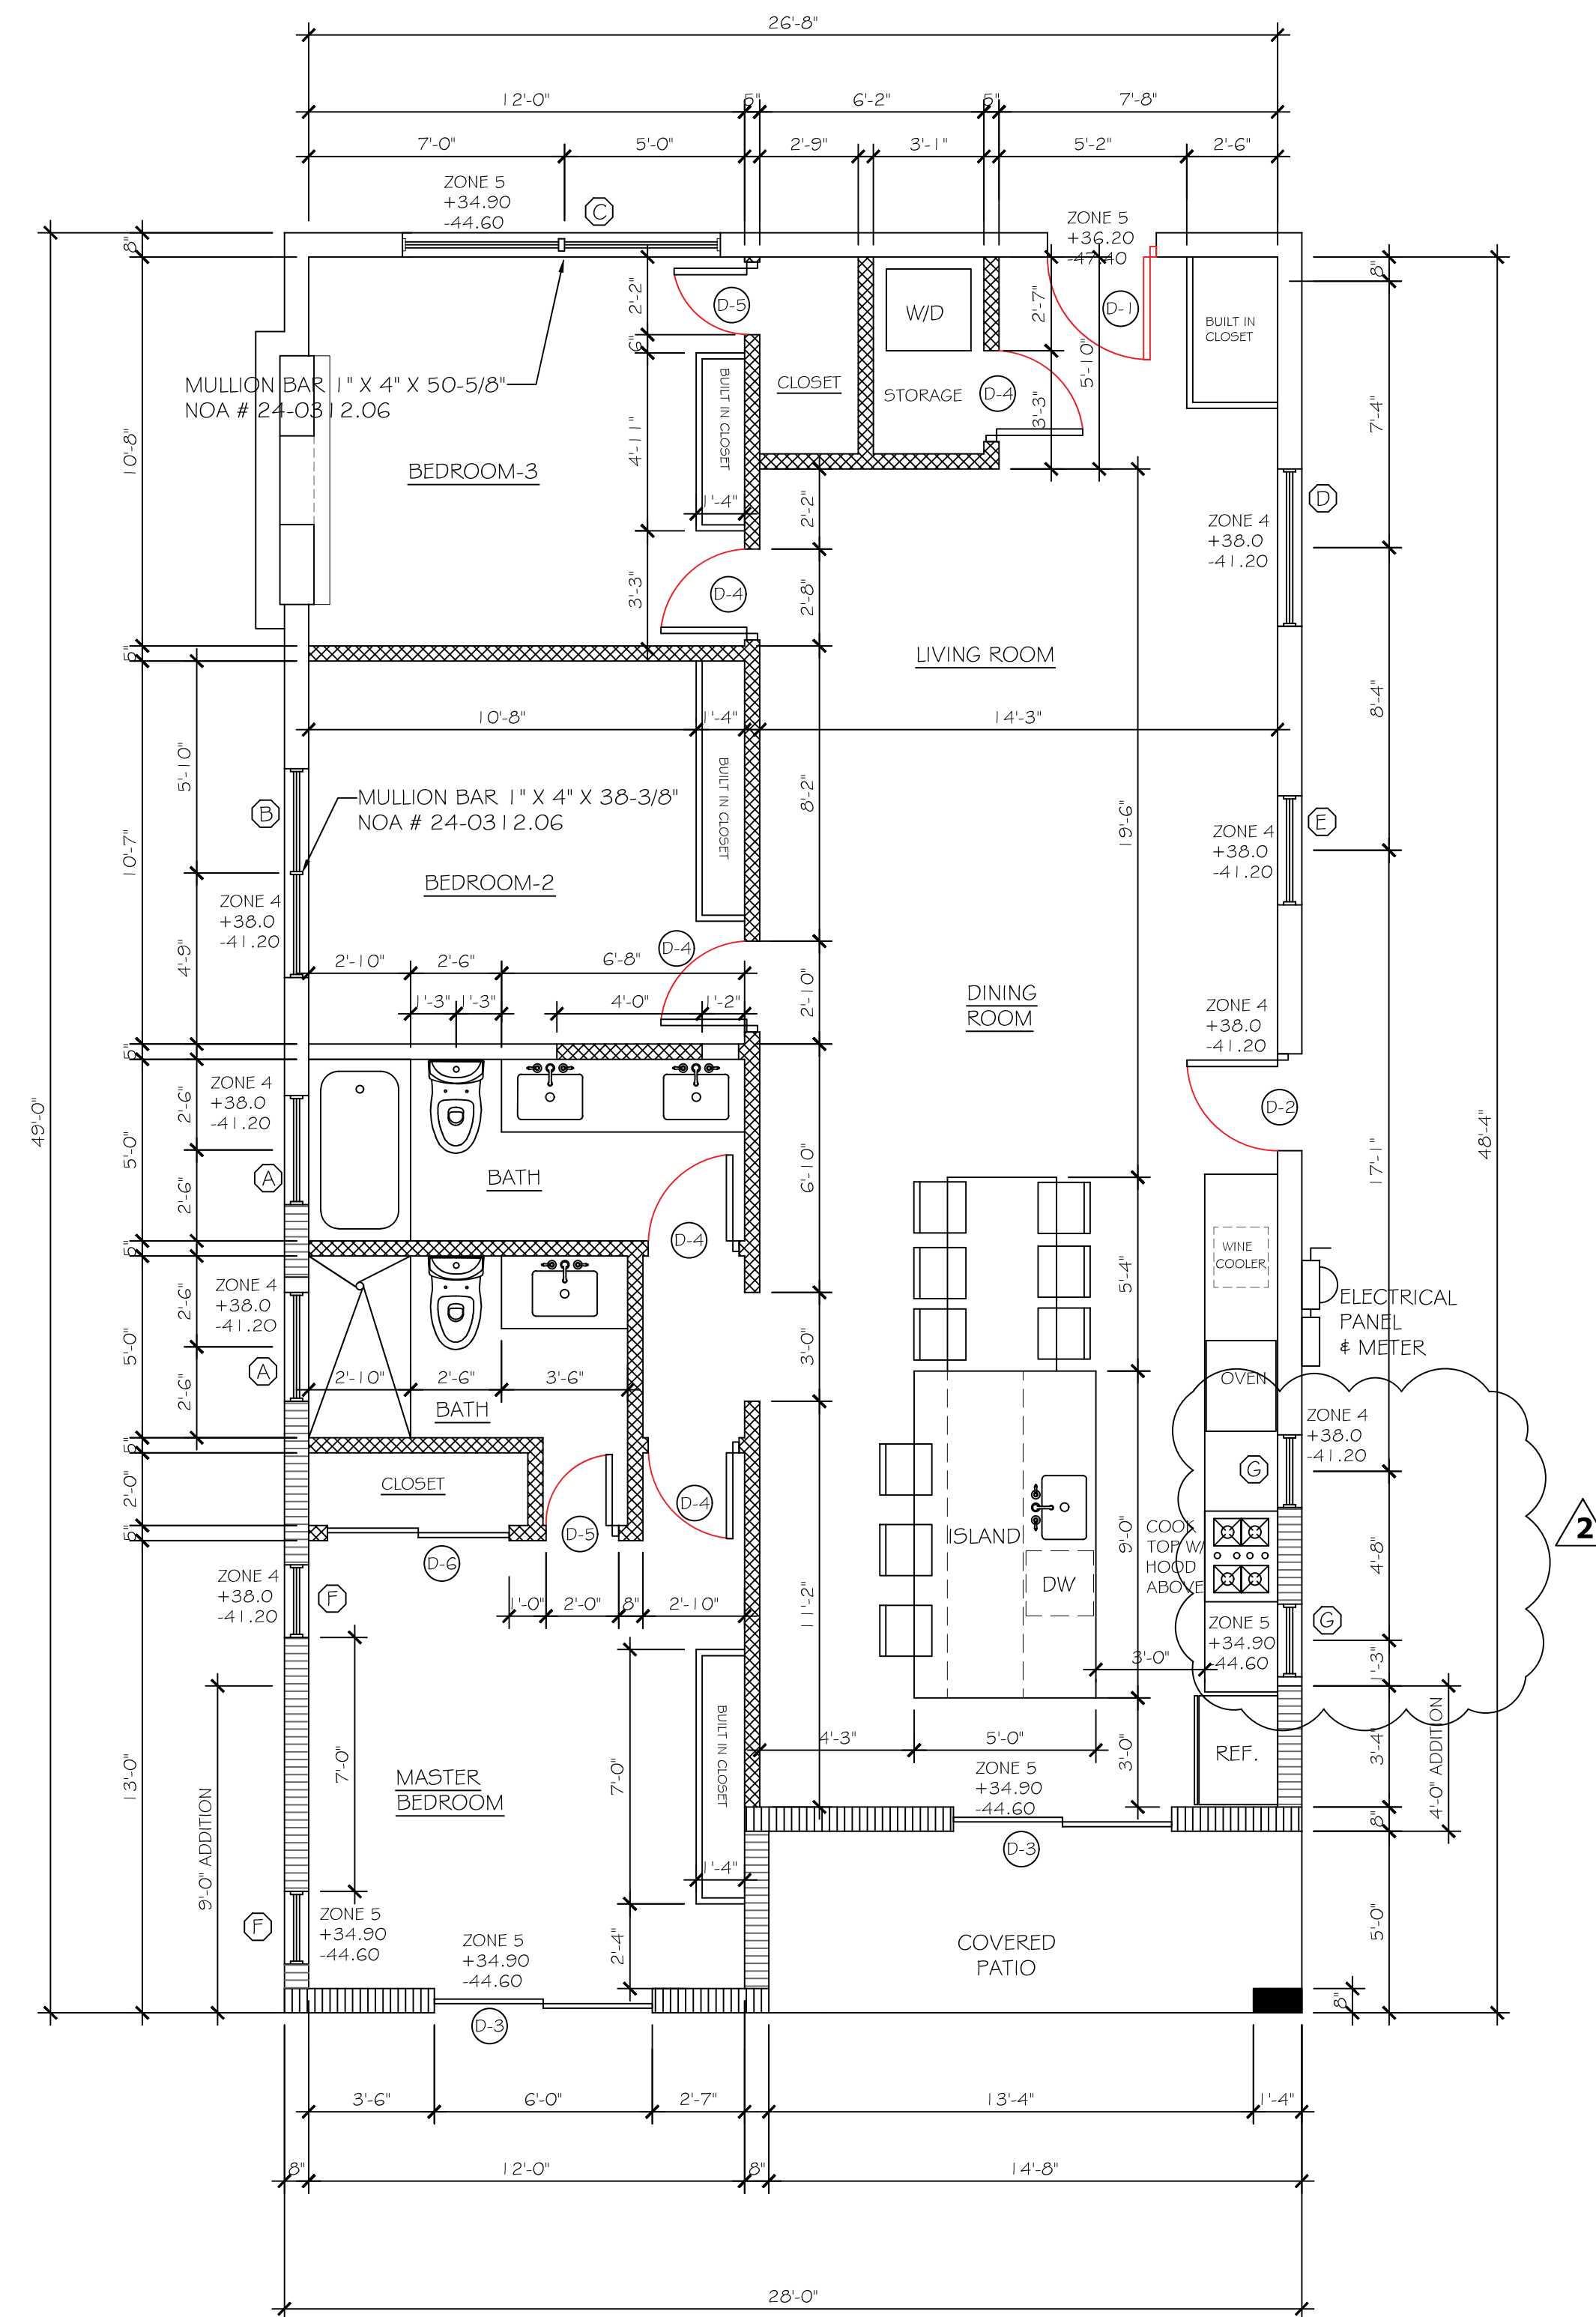 26'-8"
12'-0"
5"
6'-2"
5"
7'-8"
7'-0"
5'-0"
2'-9"
3'-1"
5'-2"
2'-6"
ZONE 5
+34.90
-44.60
C
ZONE 5
+36.20
-47.40
8"
8"
2'-2"
D-5
W/D
2'-7"
D-1
BUILT IN
CLOSET
6"
5'-10"
MULLION BAR 1" X 4" X 50-5/8"
NOA # 24-0312.06
BUILT IN CLOSET
CLOSET
STORAGE
D-4
3'-3"
7'-4"
10'-8"
4'-11"
BEDROOM-3
1'-4"
2'-2"
D
ZONE 4
+38.0
-41.20
3'-3"
D-4
2'-8"
5"
LIVING ROOM
8'-4"
10'-8"
1'-4"
14'-3"
5'-10"
BUILT IN CLOSET
8'-2"
B
MULLION BAR 1" X 4" X 38-3/8"
NOA # 24-0312.06
19'-6"
ZONE 4
+38.0
-41.20
E
10'-7"
BEDROOM-2
ZONE 4
+38.0
-41.20
4'-9"
D-4
2'-10"
2'-6"
6'-8"
2'-10"
1'-3"
1'-3"
4'-0"
1'-2"
DINING
ROOM
ZONE 4
+38.0
-41.20
5"
49'-0"
ZONE 4
+38.0
-41.20
2'-6"
D-2
48'-4"
5'-0"
A
BATH
6'-10"
17'-1"
2'-6"
D-4
5"
WINE
COOLER
5'-4"
ZONE 4
+38.0
-41.20
2'-6"
ELECTRICAL
PANEL
& METER
5'-0"
A
3'-0"
2'-10"
2'-6"
3'-6"
OVEN
2'-6"
BATH
ZONE 4
+38.0
-41.20
5"
G
2'-0"
CLOSET
D-4
5"
D-6
D-5
ISLAND
9'-0"
COOK
TOP W/
HOOD
ABOVE
4'-8"
2
ZONE 4
+38.0
-41.20
F
DW
1'-0"
2'-0"
8"
2'-10"
11'-2"
ZONE 5
+34.90
-44.60
G
3'-0"
1'-3"
13'-0"
7'-0"
7'-0"
BUILT IN CLOSET
4'-3"
5'-0"
3'-0"
REF.
3'-4"
4'-0" ADDITION
MASTER
BEDROOM
ZONE 5
+34.90
-44.60
9'-0" ADDITION
8"
D-3
1'-4"
F
ZONE 5
+34.90
-44.60
ZONE 5
+34.90
-44.60
2'-4"
COVERED
PATIO
5'-0"
8"
D-3
3'-6"
6'-0"
2'-7"
13'-4"
1'-4"
8"
12'-0"
8"
14'-8"
28'-0"